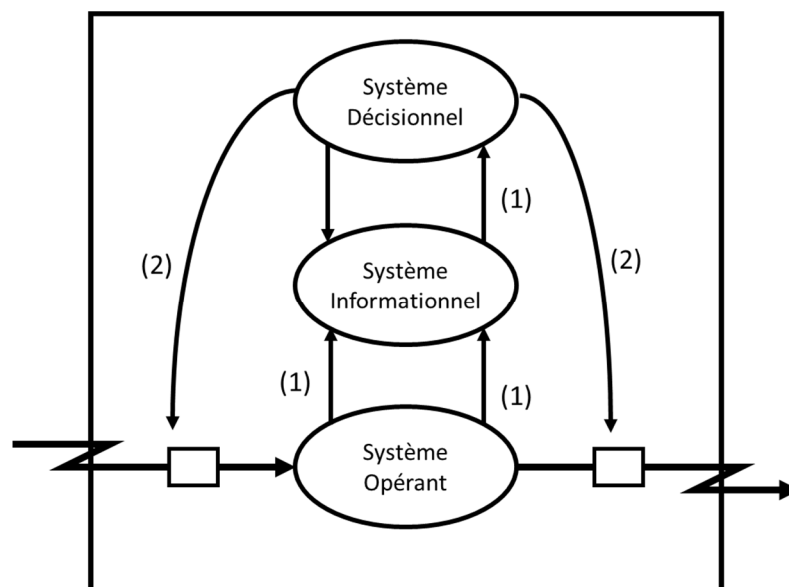 Système
Décisionnel
(1)
(2)
(2)
Système
Informationnel
(1)
(1)
Système
Opérant